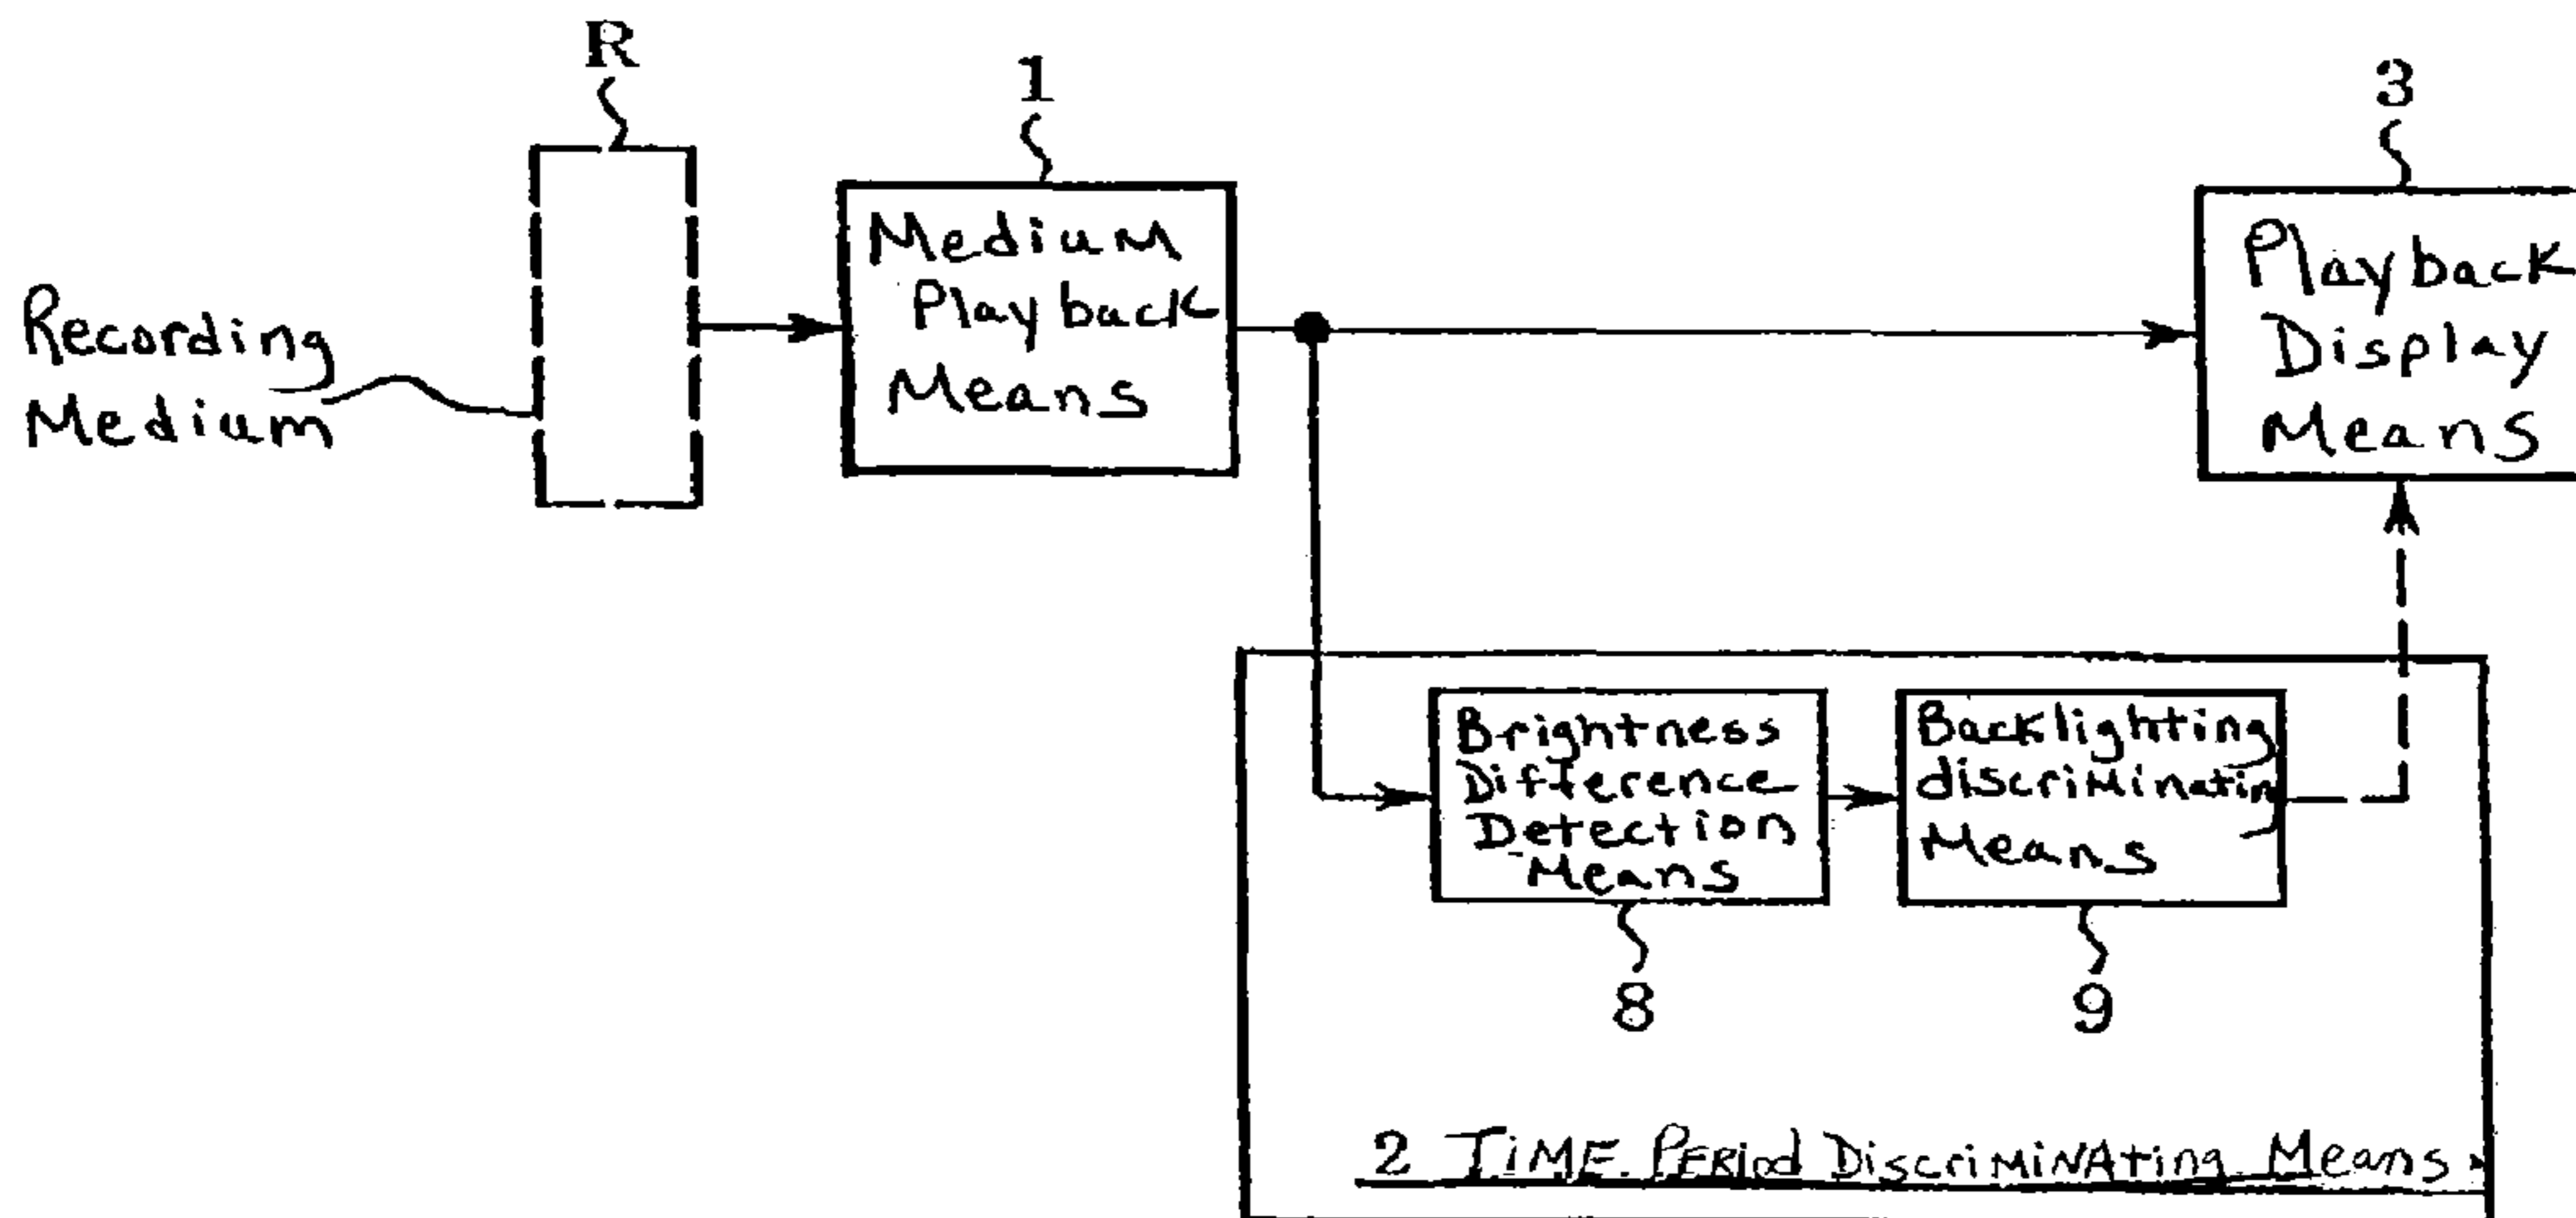 R
1
3
Recording
Medium
Medium
Playback
Means
Playback
Display
Means
Brightness
Difference
Detection
Means
Backlighting
discriminating
Means
8
9
2 TIME PERiod DiscriMiNAting Means